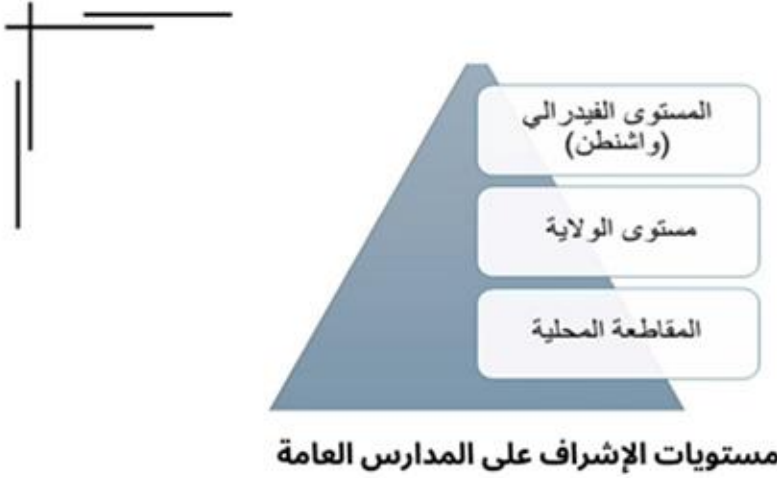 المستوى الفيدرالي
(واشنطن)
مستوى الولاية
المقاطعة المحلية
مستويات الإشراف على المدارس العامة